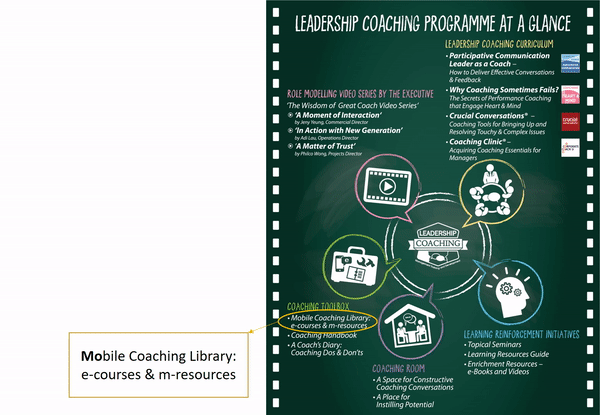 LEADERSHIP COACHING PROGRAMME AT A GLANCE
LEADERSHIP COACHING CURRICULUM
• Participative Communication
Leader as a Coach –
How to Deliver Effective Conversations
& Feedback
• Why Coaching Sometimes Fails?
The Secrets of Performance Coaching
that Engage Heart & Mind
• Crucial Conversations® –
Coaching Tools for Bringing Up and
Resolving Touchy & Complex Issues
• Coaching Clinic® –
Acquiring Coaching Essentials for
Managers
ROLE MODELLING VIDEO SERIES BY THE EXECUTIVE
'The Wisdom of Great Coach Video Series'
'A Moment of Interaction'
by Jeny Yeung, Commercial Director
'In Action with New Generation'
by Adi Lau, Operations Director
'A Matter of Trust'
by Philco Wong, Projects Director
LEADERSHIP
COACHING
COACHING TOOLBOX
• Mobile Coaching Library:
e-courses & m-resources
• Coaching Handbook
• A Coach's Diary:
Coaching Dos & Don'ts
COACHING ROOM
• A Space for Constructive
Coaching Conversations
• A Place for
Instilling Potential
LEARNING REINFORCEMENT INITIATIVES
• Topical Seminars
• Learning Resources Guide
• Enrichment Resources –
e-Books and Videos
Mobile Coaching Library:
e-courses & m-resources